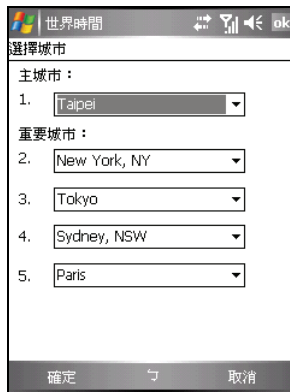 世界時間 ok
選擇城市
主城市：
1. Taipei
重要城市：
2. New York, NY
3. Tokyo
4. Sydney, NSW
5. Paris
確定 ㄅ 取消